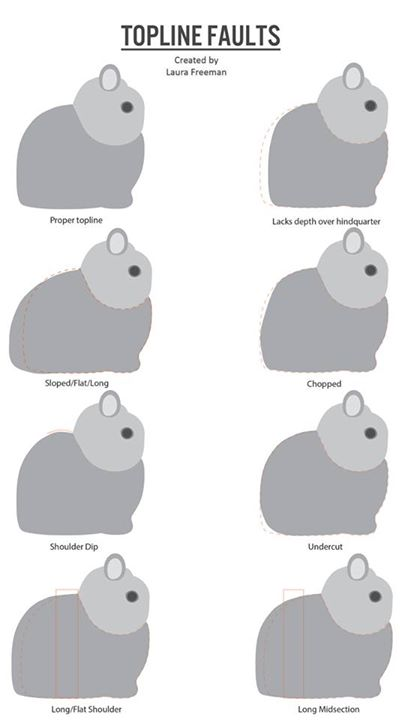 TOPLINE FAULTS
Created by
Laura Freeman
Proper topline
Lacks depth over hindquarter
Sloped/Flat/Long
Chopped
Shoulder Dip
Undercut
Long/Flat Shoulder
Long Midsection